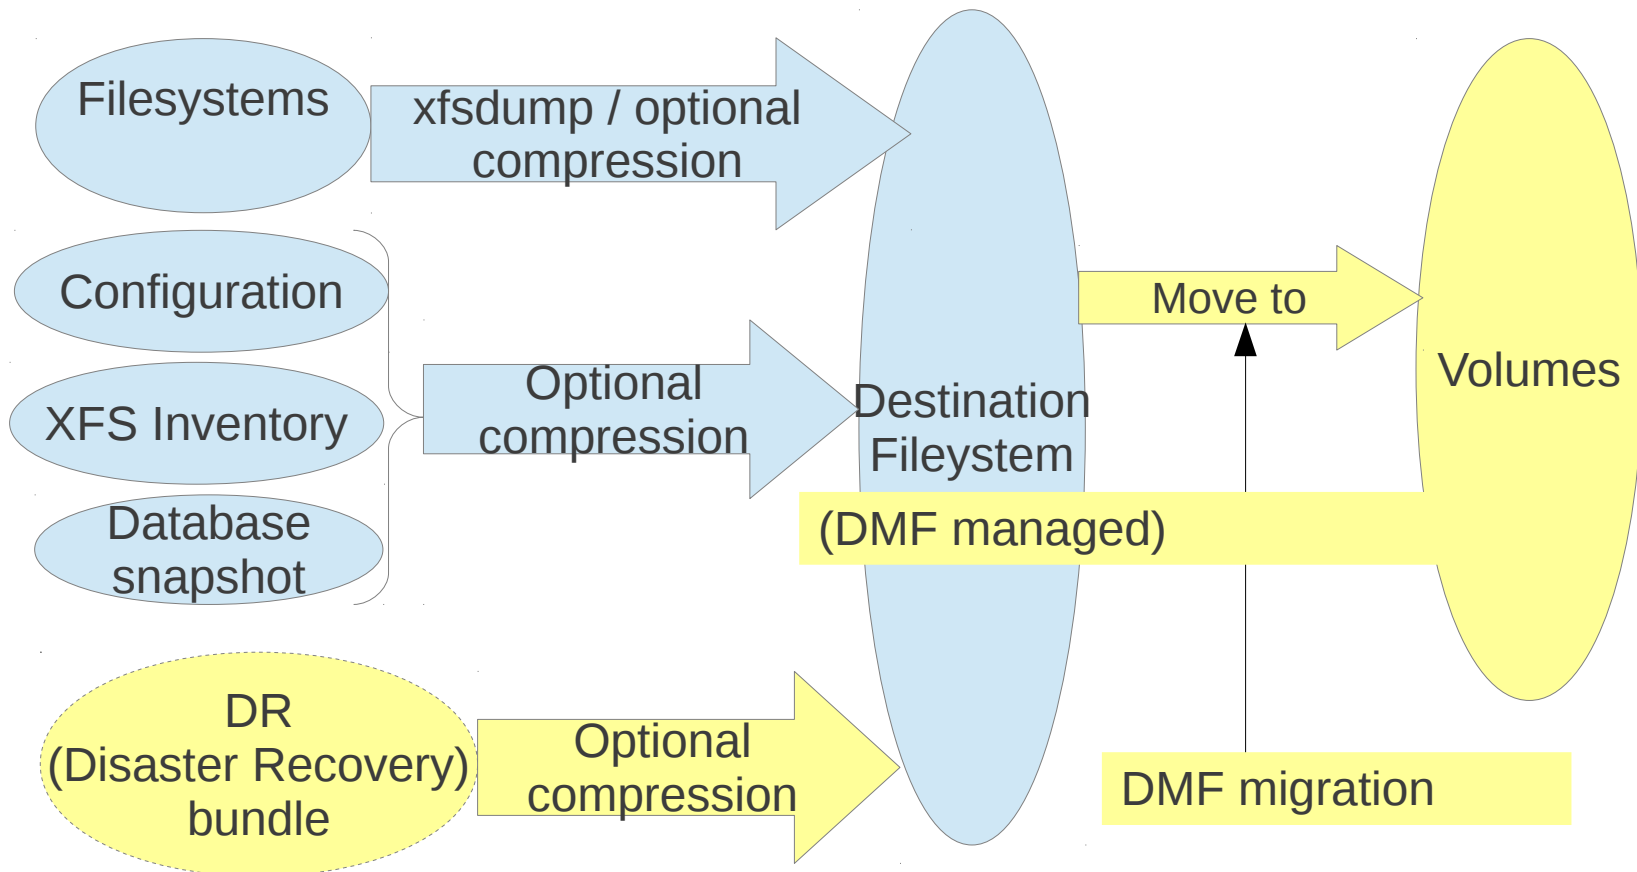 Filesystems
xfsdump / optional
compression
Configuration
XFS Inventory
Database
snapshot
Optional
compression
Destination
Fileystem
(DMF managed)
Move to
Volumes
DR
(Disaster Recovery)
bundle
Optional
compression
DMF migration